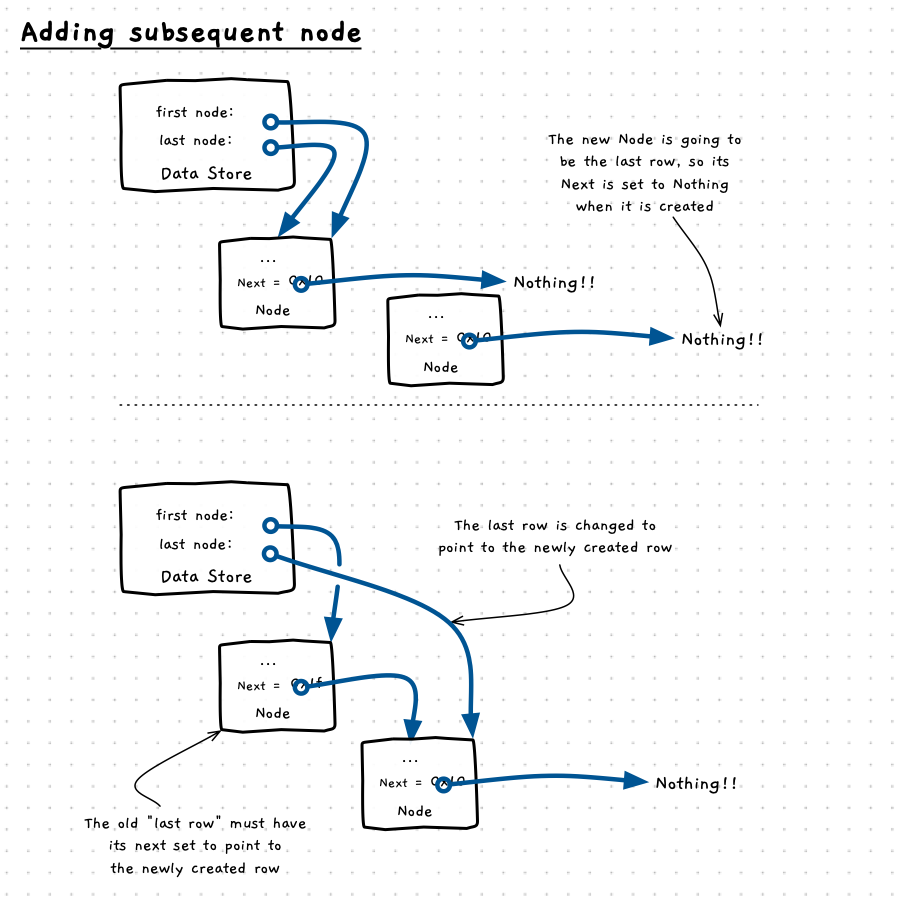 Adding subsequent node
first node:
last node:
Data Store
The new Node is going to
be the last row, so its
Next is set to Nothing
when it is created
...
Next = 0x10
Node
Nothing!!
...
Next = 0x10
Node
Nothing!!
first node:
last node:
Data Store
The last row is changed to
point to the newly created row
...
Next =
Node
...
Next = 0x10
Node
Nothing!!
The old "last row" must have
its next set to point to
the newly created row